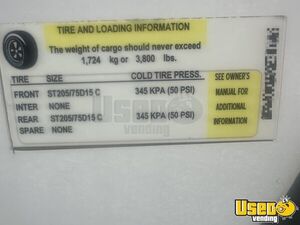 TIRE AND LOADING INFORMATION
The weight of cargo should never exceed
1,724 kg or 3,800 lbs.
TIRE SIZE COLD TIRE PRESS.
FRONT ST205/75D15 C 345 KPA (50 PSI)
INTER NONE
REAR ST205/75D15 C 345 KPA (50 PSI)
SPARE NONE
SEE OWNER'S
MANUAL FOR
ADDITIONAL
INFORMATION
Used
vending
Used
vending